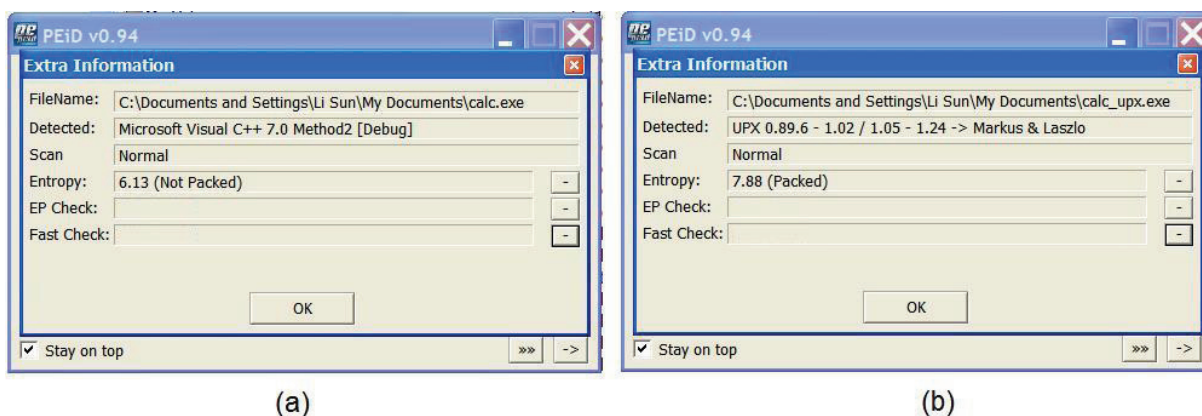 PEiD v0.94
Extra Information
FileName: C:\Documents and Settings\Li Sun\My Documents\calc.exe
Detected: Microsoft Visual C++ 7.0 Method2 [Debug]
Scan Normal
Entropy: 6.13 (Not Packed) -
EP Check: -
Fast Check: -
OK
Stay on top »» ->
(a)
PEiD v0.94
Extra Information
FileName: C:\Documents and Settings\Li Sun\My Documents\calc_upx.exe
Detected: UPX 0.89.6 - 1.02 / 1.05 - 1.24 -> Markus & Laszlo
Scan Normal
Entropy: 7.88 (Packed) -
EP Check: -
Fast Check: -
OK
Stay on top »» ->
(b)